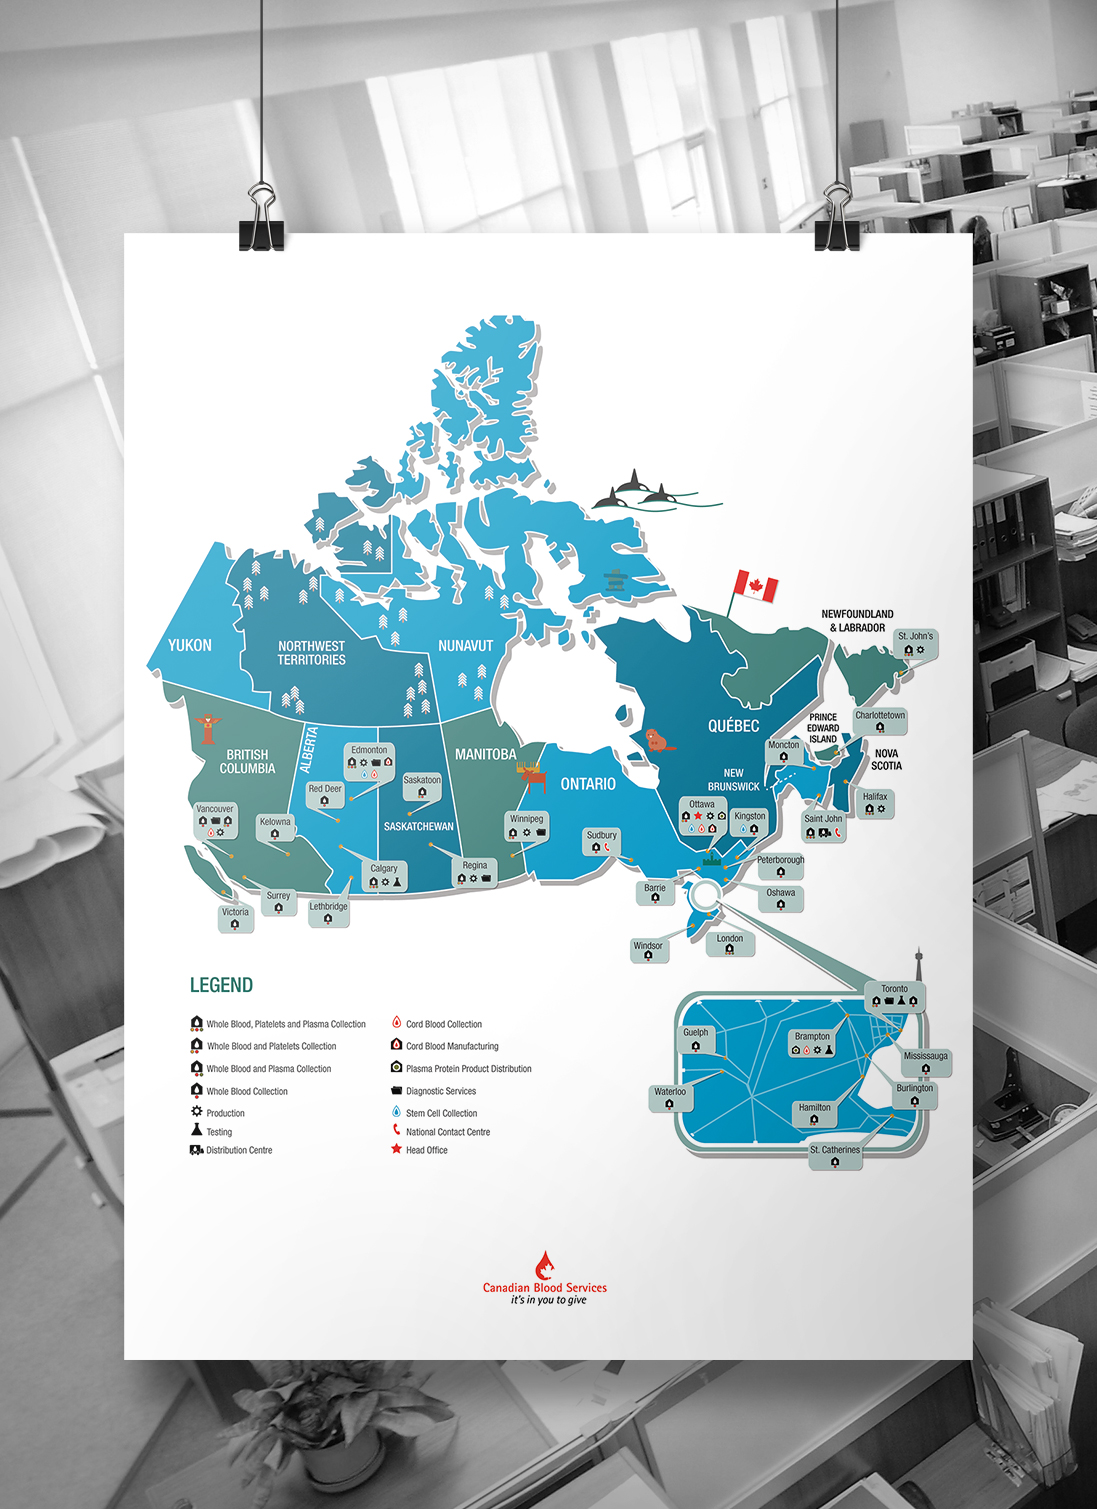 NEWFOUNDLAND
& LABRADOR
St. John's
YUKON
NORTHWEST
TERRITORIES
NUNAVUT
PRINCE
EDWARD
ISLAND
Charlottetown
QUÉBEC
BRITISH
COLUMBIA
ALBERTA
Edmonton
MANITOBA
Moncton
NOVA
SCOTIA
ONTARIO
NEW
BRUNSWICK
Saskatoon
Red Deer
Halifax
Vancouver
Kelowna
SASKATCHEWAN
Winnipeg
Sudbury
Ottawa
Kingston
Saint John
Calgary
Regina
Peterborough
Surrey
Barrie
Oshawa
Victoria
Lethbridge
Windsor
London
LEGEND
Whole Blood, Platelets and Plasma Collection
Whole Blood and Platelets Collection
Whole Blood and Plasma Collection
Whole Blood Collection
Production
Testing
Distribution Centre
Cord Blood Collection
Cord Blood Manufacturing
Plasma Protein Product Distribution
Diagnostic Services
Stem Cell Collection
National Contact Centre
Head Office
Toronto
Guelph
Brampton
Mississauga
Waterloo
Burlington
Hamilton
St. Catherines
Canadian Blood Services
it's in you to give